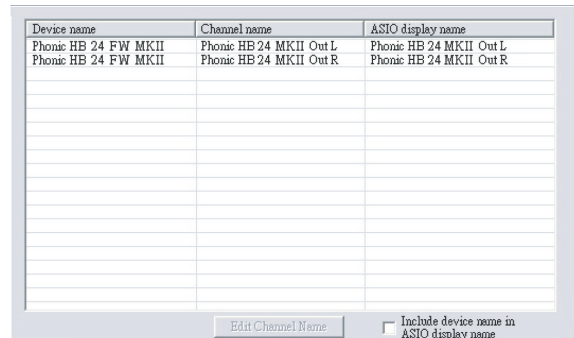 Device name Channel name ASIO display name
Phonic HB 24 FW MKII Phonic HB 24 MKII Out L Phonic HB 24 MKII Out L
Phonic HB 24 FW MKII Phonic HB 24 MKII Out R Phonic HB 24 MKII Out R
Edit Channel Name
Include device name in
ASIO display name